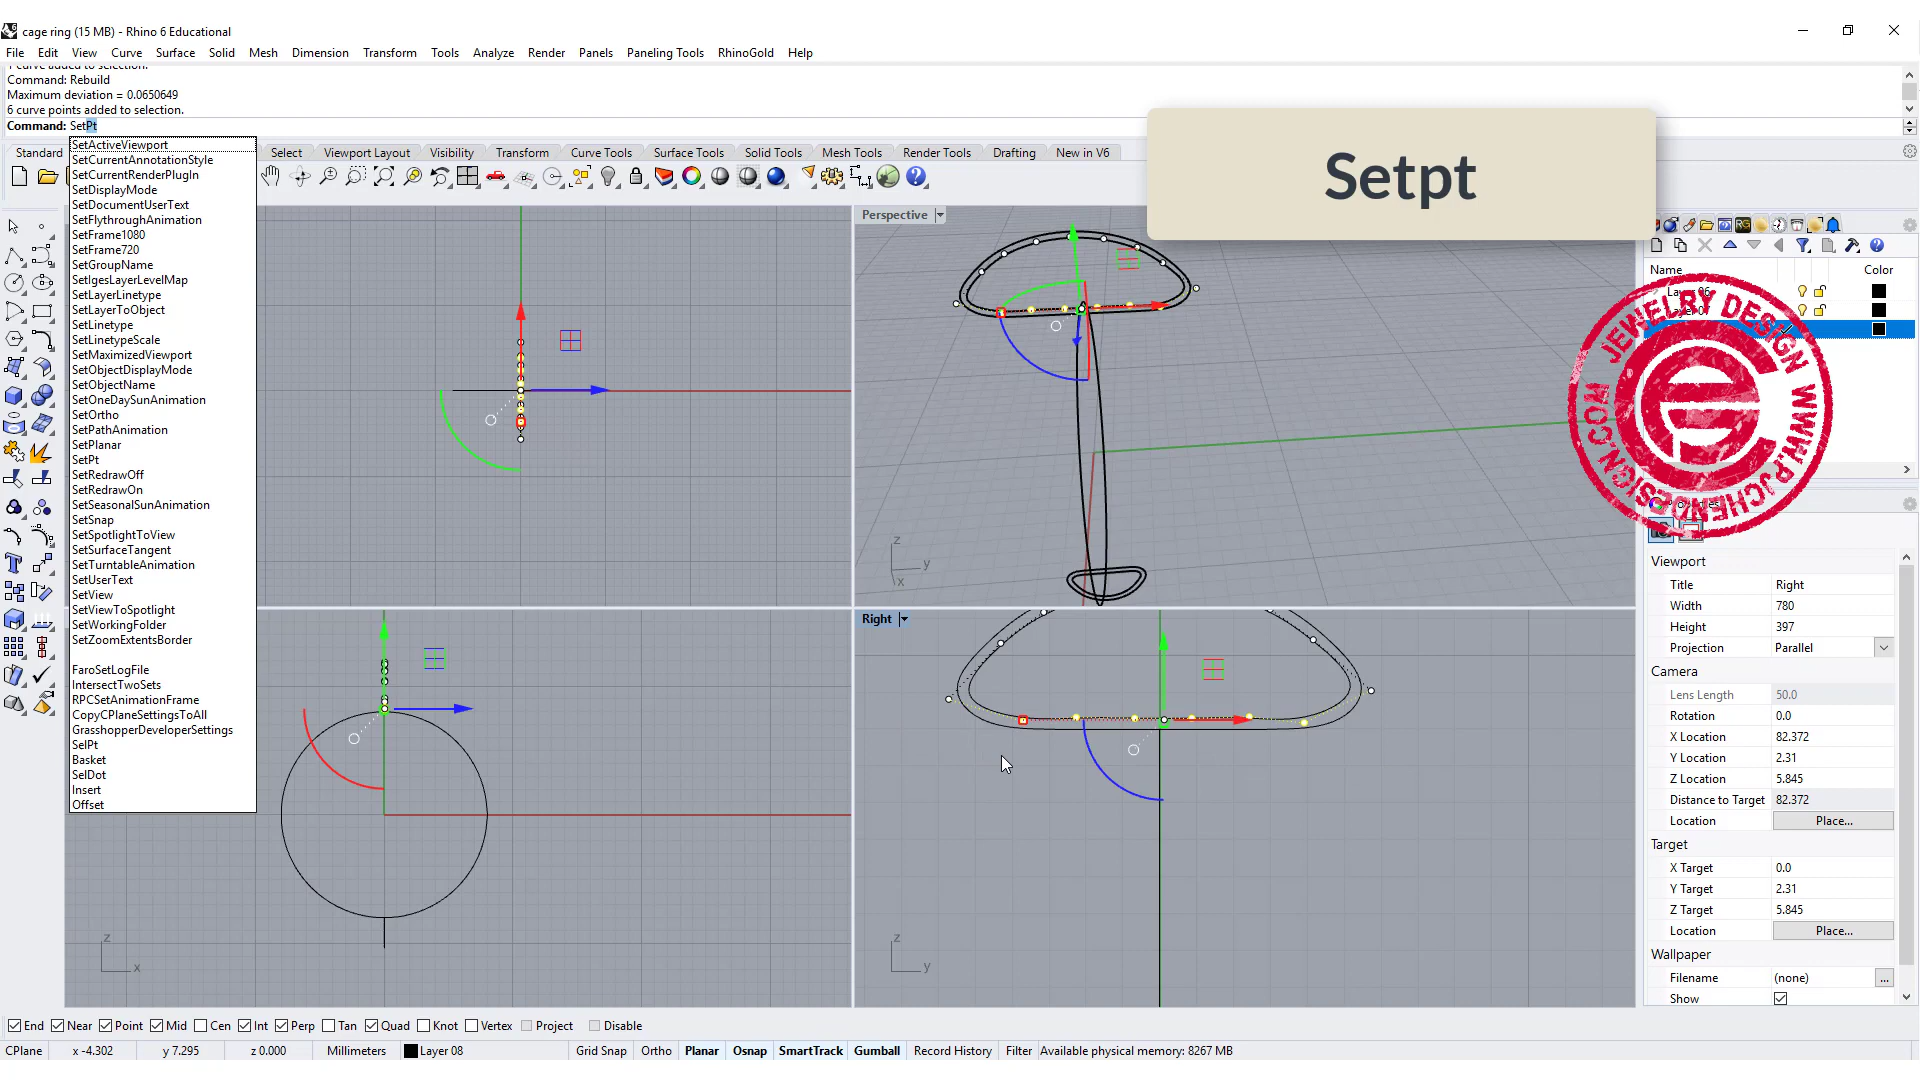 cage ring (15 MB) - Rhino 6 Educational
File Edit View Curve Surface Solid Mesh Dimension Transform Tools Analyze Render Panels Paneling Tools RhinoGold Help
1 curve added to selection.
Command: Rebuild
Maximum deviation = 0.0650649
6 curve points added to selection.
Command: SetPt
Setpt
Standard Select Viewport Layout Visibility Transform Curve Tools Surface Tools Solid Tools Mesh Tools Render Tools Drafting New in V6
SetActiveViewport
SetCurrentAnnotationStyle
SetCurrentRenderPlugIn
SetDisplayMode
SetDocumentUserText
SetFlythroughAnimation
SetFrame1080
SetFrame720
SetGroupName
SetIgesLayerLevelMap
SetLayerLinetype
SetLayerToObject
SetLinetype
SetLinetypeScale
SetMaximizedViewport
SetObjectDisplayMode
SetObjectName
SetOneDaySunAnimation
SetOrtho
SetPathAnimation
SetPlanar
SetPt
SetRedrawOff
SetRedrawOn
SetSeasonalSunAnimation
SetSnap
SetSpotlightToView
SetSurfaceTangent
SetTurntableAnimation
SetUserText
SetView
SetViewToSpotlight
SetWorkingFolder
SetZoomExtentsBorder
FaroSetLogFile
IntersectTwoSets
RPCSetAnimationFrame
CopyCPlaneSettingsToAll
GrasshopperDeveloperSettings
SelPt
Basket
SelDot
Insert
Offset
Perspective
z
y
x
z
x
Right
z
y
Name Color
JEWELRY DESIGN WWW.PJCHENDESIGN.COM
Viewport
Title Right
Width 780
Height 397
Projection Parallel
Camera
Lens Length 50.0
Rotation 0.0
X Location 82.372
Y Location 2.31
Z Location 5.845
Distance to Target 82.372
Location Place...
Target
X Target 0.0
Y Target 2.31
Z Target 5.845
Location Place...
Wallpaper
Filename (none) ...
Show
End Near Point Mid Cen Int Perp Tan Quad Knot Vertex Project Disable
CPlane x -4.302 y 7.295 z 0.000 Millimeters Layer 08 Grid Snap Ortho Planar Osnap SmartTrack Gumball Record History Filter Available physical memory: 8267 MB